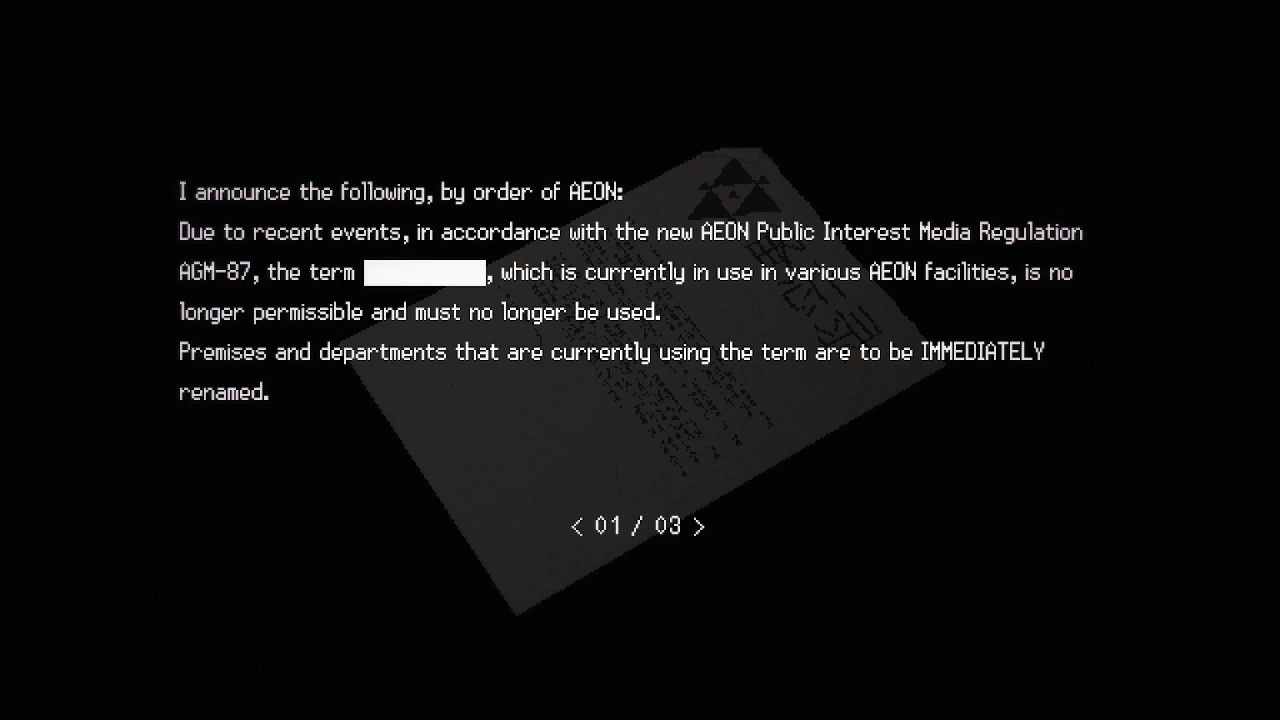 I announce the following, by order of AEON:
Due to recent events, in accordance with the new AEON Public Interest Media Regulation
AGM-87, the term , which is currently in use in various AEON facilities, is no
longer permissible and must no longer be used.
Premises and departments that are currently using the term are to be IMMEDIATELY
renamed.
< 01 / 03 >